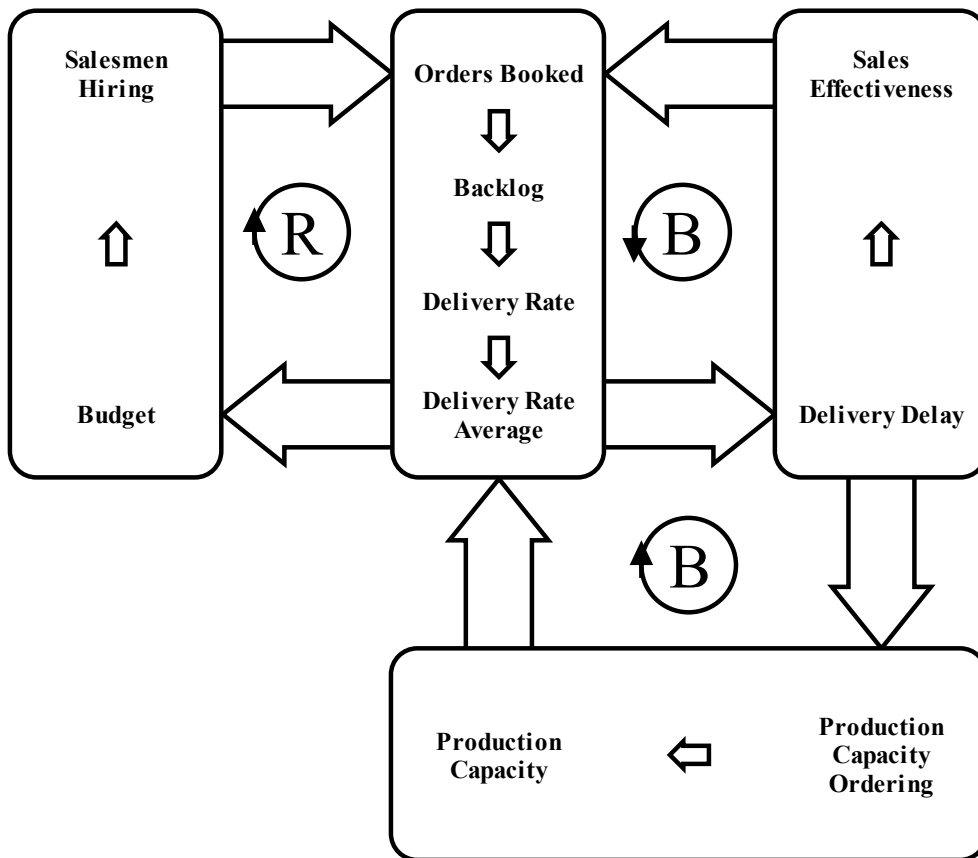 Salesmen
Hiring
Budget
Orders Booked
Backlog
Delivery Rate
Delivery Rate
Average
Sales
Effectiveness
Delivery Delay
R
B
B
Production
Capacity
Production
Capacity
Ordering